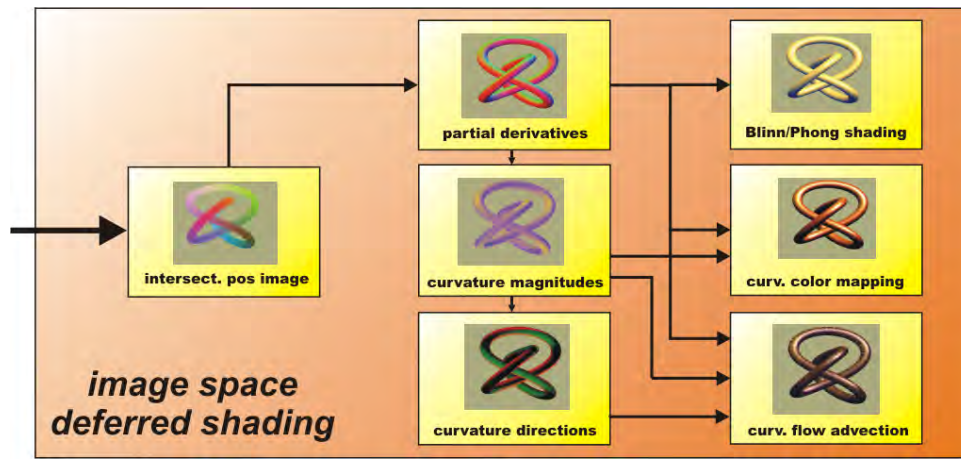 partial derivatives
Blinn/Phong shading
intersect. pos image
curvature magnitudes
curv. color mapping
image space
deferred shading
curvature directions
curv. flow advection